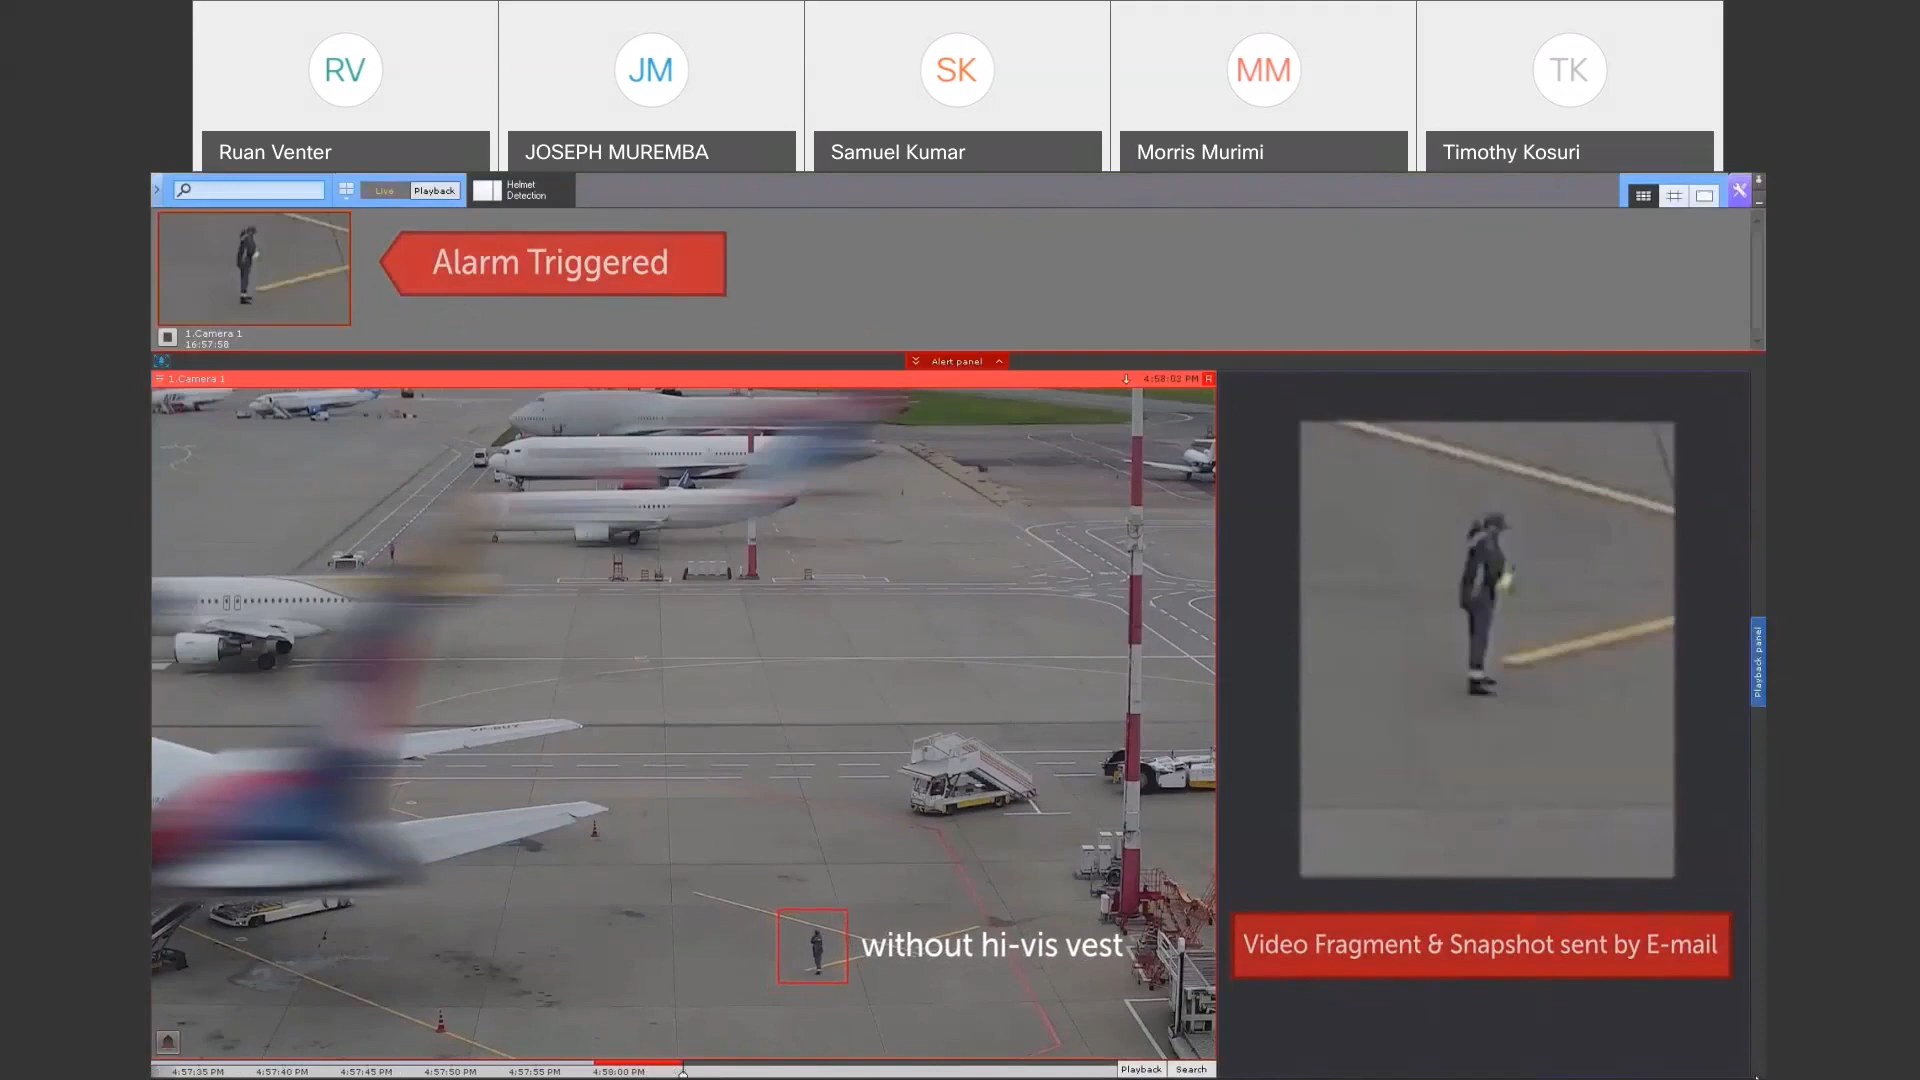 RV
JM
SK
MM
TK
Ruan Venter
JOSEPH MUREMBA
Samuel Kumar
Morris Murimi
Timothy Kosuri
Live
Playback
Helmet
Detection
Alarm Triggered
1.Camera 1
16:57:58
Alert panel
1.Camera 1
4:58:03 PM
R
Playback panel
without hi-vis vest
Video Fragment & Snapshot sent by E-mail
4:57:35 PM
4:57:40 PM
4:57:45 PM
4:57:50 PM
4:57:55 PM
4:58:00 PM
Playback
Search